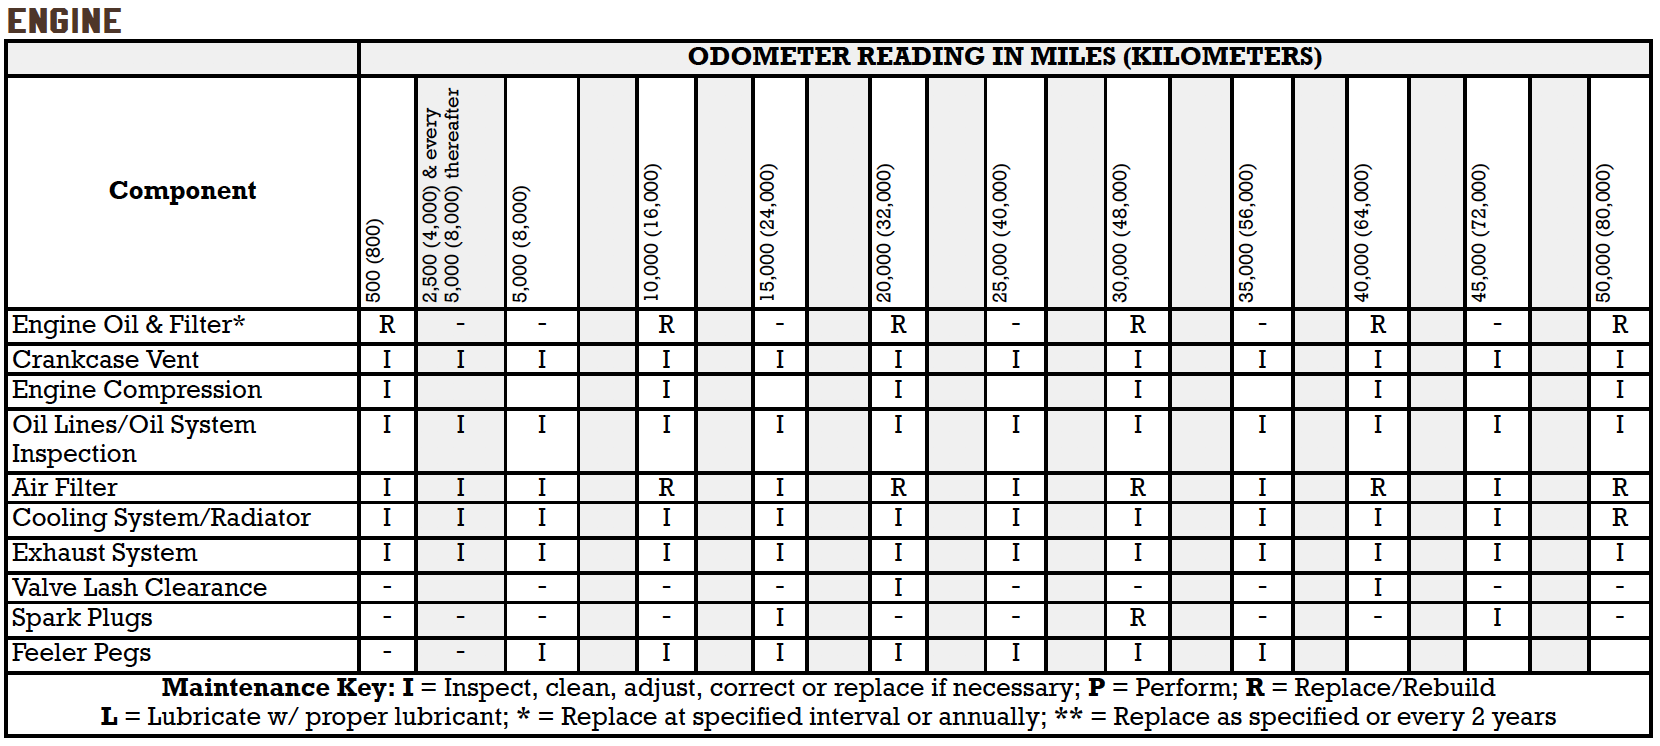 ENGINE
ODOMETER READING IN MILES (KILOMETERS)
Component
500 (800)
2,500 (4,000) & every
5,000 (8,000) thereafter
5,000 (8,000)
10,000 (16,000)
15,000 (24,000)
20,000 (32,000)
25,000 (40,000)
30,000 (48,000)
35,000 (56,000)
40,000 (64,000)
45,000 (72,000)
50,000 (80,000)
Engine Oil & Filter* R - - R - R - R - R - R
Crankcase Vent I I I I I I I I I I I I
Engine Compression I I I I I I
Oil Lines/Oil System I I I I I I I I I I I I
Inspection
Air Filter I I I R I R I R I R I R
Cooling System/Radiator I I I I I I I I I I I R
Exhaust System I I I I I I I I I I I I
Valve Lash Clearance - - - - I - - - I - -
Spark Plugs - - - - I - - R - - I -
Feeler Pegs - - I I I I I I I
Maintenance Key: I = Inspect, clean, adjust, correct or replace if necessary; P = Perform; R = Replace/Rebuild
L = Lubricate w/ proper lubricant; * = Replace at specified interval or annually; ** = Replace as specified or every 2 years